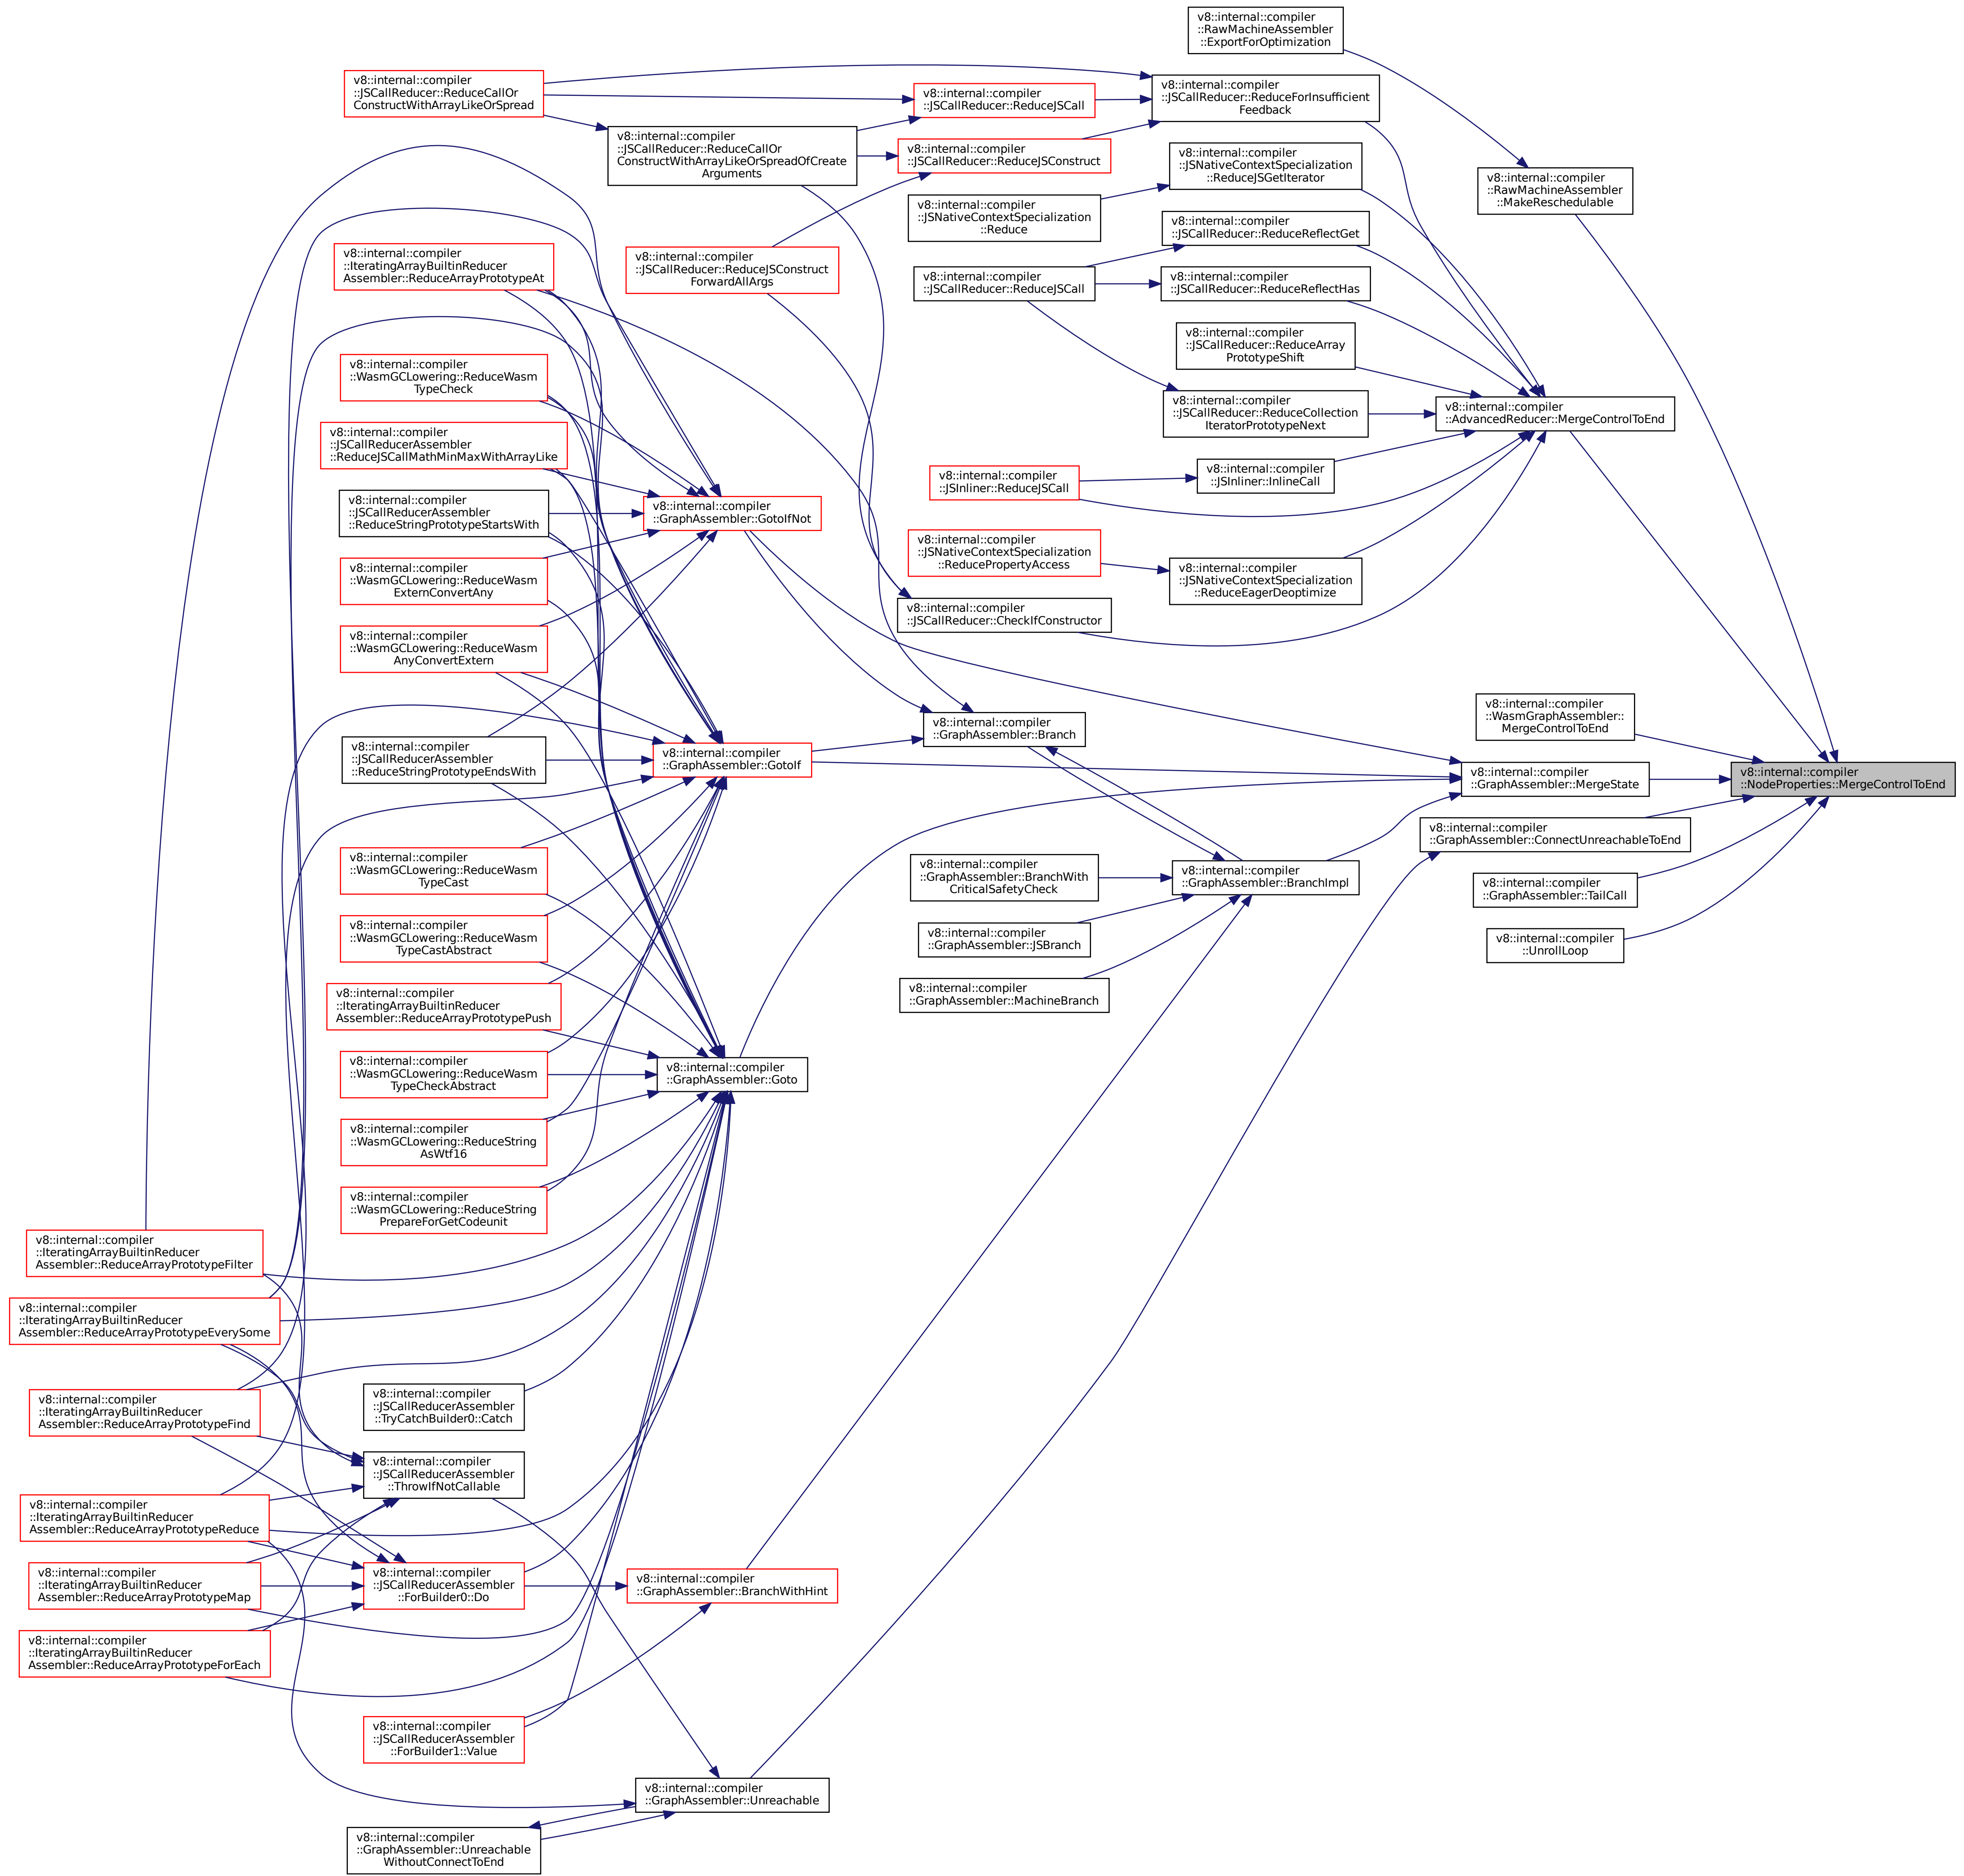 v8::internal::compiler
::RawMachineAssembler
::ExportForOptimization
v8::internal::compiler
::JSCallReducer::ReduceCallOr
ConstructWithArrayLikeOrSpread
v8::internal::compiler
::JSCallReducer::ReduceJSCall
v8::internal::compiler
::JSCallReducer::ReduceForInsufficient
Feedback
v8::internal::compiler
::JSCallReducer::ReduceCallOr
ConstructWithArrayLikeOrSpreadOfCreate
Arguments
v8::internal::compiler
::JSCallReducer::ReduceJSConstruct
v8::internal::compiler
::JSNativeContextSpecialization
::ReduceJSGetIterator
v8::internal::compiler
::RawMachineAssembler
::MakeReschedulable
v8::internal::compiler
::JSNativeContextSpecialization
::Reduce
v8::internal::compiler
::JSCallReducer::ReduceReflectGet
v8::internal::compiler
::IteratingArrayBuiltinReducer
Assembler::ReduceArrayPrototypeAt
v8::internal::compiler
::JSCallReducer::ReduceJSConstruct
ForwardAllArgs
v8::internal::compiler
::JSCallReducer::ReduceJSCall
v8::internal::compiler
::JSCallReducer::ReduceReflectHas
v8::internal::compiler
::JSCallReducer::ReduceArray
PrototypeShift
v8::internal::compiler
::WasmGCLowering::ReduceWasm
TypeCheck
v8::internal::compiler
::JSCallReducer::ReduceCollection
IteratorPrototypeNext
v8::internal::compiler
::AdvancedReducer::MergeControlToEnd
v8::internal::compiler
::JSCallReducerAssembler
::ReduceJSCallMathMinMaxWithArrayLike
v8::internal::compiler
::JSInliner::ReduceJSCall
v8::internal::compiler
::JSInliner::InlineCall
v8::internal::compiler
::JSCallReducerAssembler
::ReduceStringPrototypeStartsWith
v8::internal::compiler
::GraphAssembler::GotoIfNot
v8::internal::compiler
::JSNativeContextSpecialization
::ReducePropertyAccess
v8::internal::compiler
::WasmGCLowering::ReduceWasm
ExternConvertAny
v8::internal::compiler
::JSNativeContextSpecialization
::ReduceEagerDeoptimize
v8::internal::compiler
::JSCallReducer::CheckIfConstructor
v8::internal::compiler
::WasmGCLowering::ReduceWasm
AnyConvertExtern
v8::internal::compiler
::WasmGraphAssembler::
MergeControlToEnd
v8::internal::compiler
::GraphAssembler::Branch
v8::internal::compiler
::JSCallReducerAssembler
::ReduceStringPrototypeEndsWith
v8::internal::compiler
::GraphAssembler::GotoIf
v8::internal::compiler
::GraphAssembler::MergeState
v8::internal::compiler
::NodeProperties::MergeControlToEnd
v8::internal::compiler
::GraphAssembler::ConnectUnreachableToEnd
v8::internal::compiler
::WasmGCLowering::ReduceWasm
TypeCast
v8::internal::compiler
::GraphAssembler::BranchWith
CriticalSafetyCheck
v8::internal::compiler
::GraphAssembler::BranchImpl
v8::internal::compiler
::GraphAssembler::TailCall
v8::internal::compiler
::WasmGCLowering::ReduceWasm
TypeCastAbstract
v8::internal::compiler
::GraphAssembler::JSBranch
v8::internal::compiler
::UnrollLoop
v8::internal::compiler
::IteratingArrayBuiltinReducer
Assembler::ReduceArrayPrototypePush
v8::internal::compiler
::GraphAssembler::MachineBranch
v8::internal::compiler
::WasmGCLowering::ReduceWasm
TypeCheckAbstract
v8::internal::compiler
::GraphAssembler::Goto
v8::internal::compiler
::WasmGCLowering::ReduceString
AsWtf16
v8::internal::compiler
::WasmGCLowering::ReduceString
PrepareForGetCodeunit
v8::internal::compiler
::IteratingArrayBuiltinReducer
Assembler::ReduceArrayPrototypeFilter
v8::internal::compiler
::IteratingArrayBuiltinReducer
Assembler::ReduceArrayPrototypeEverySome
v8::internal::compiler
::IteratingArrayBuiltinReducer
Assembler::ReduceArrayPrototypeFind
v8::internal::compiler
::JSCallReducerAssembler
::TryCatchBuilder0::Catch
v8::internal::compiler
::JSCallReducerAssembler
::ThrowIfNotCallable
v8::internal::compiler
::IteratingArrayBuiltinReducer
Assembler::ReduceArrayPrototypeReduce
v8::internal::compiler
::IteratingArrayBuiltinReducer
Assembler::ReduceArrayPrototypeMap
v8::internal::compiler
::JSCallReducerAssembler
::ForBuilder0::Do
v8::internal::compiler
::GraphAssembler::BranchWithHint
v8::internal::compiler
::IteratingArrayBuiltinReducer
Assembler::ReduceArrayPrototypeForEach
v8::internal::compiler
::JSCallReducerAssembler
::ForBuilder1::Value
v8::internal::compiler
::GraphAssembler::Unreachable
v8::internal::compiler
::GraphAssembler::Unreachable
WithoutConnectToEnd